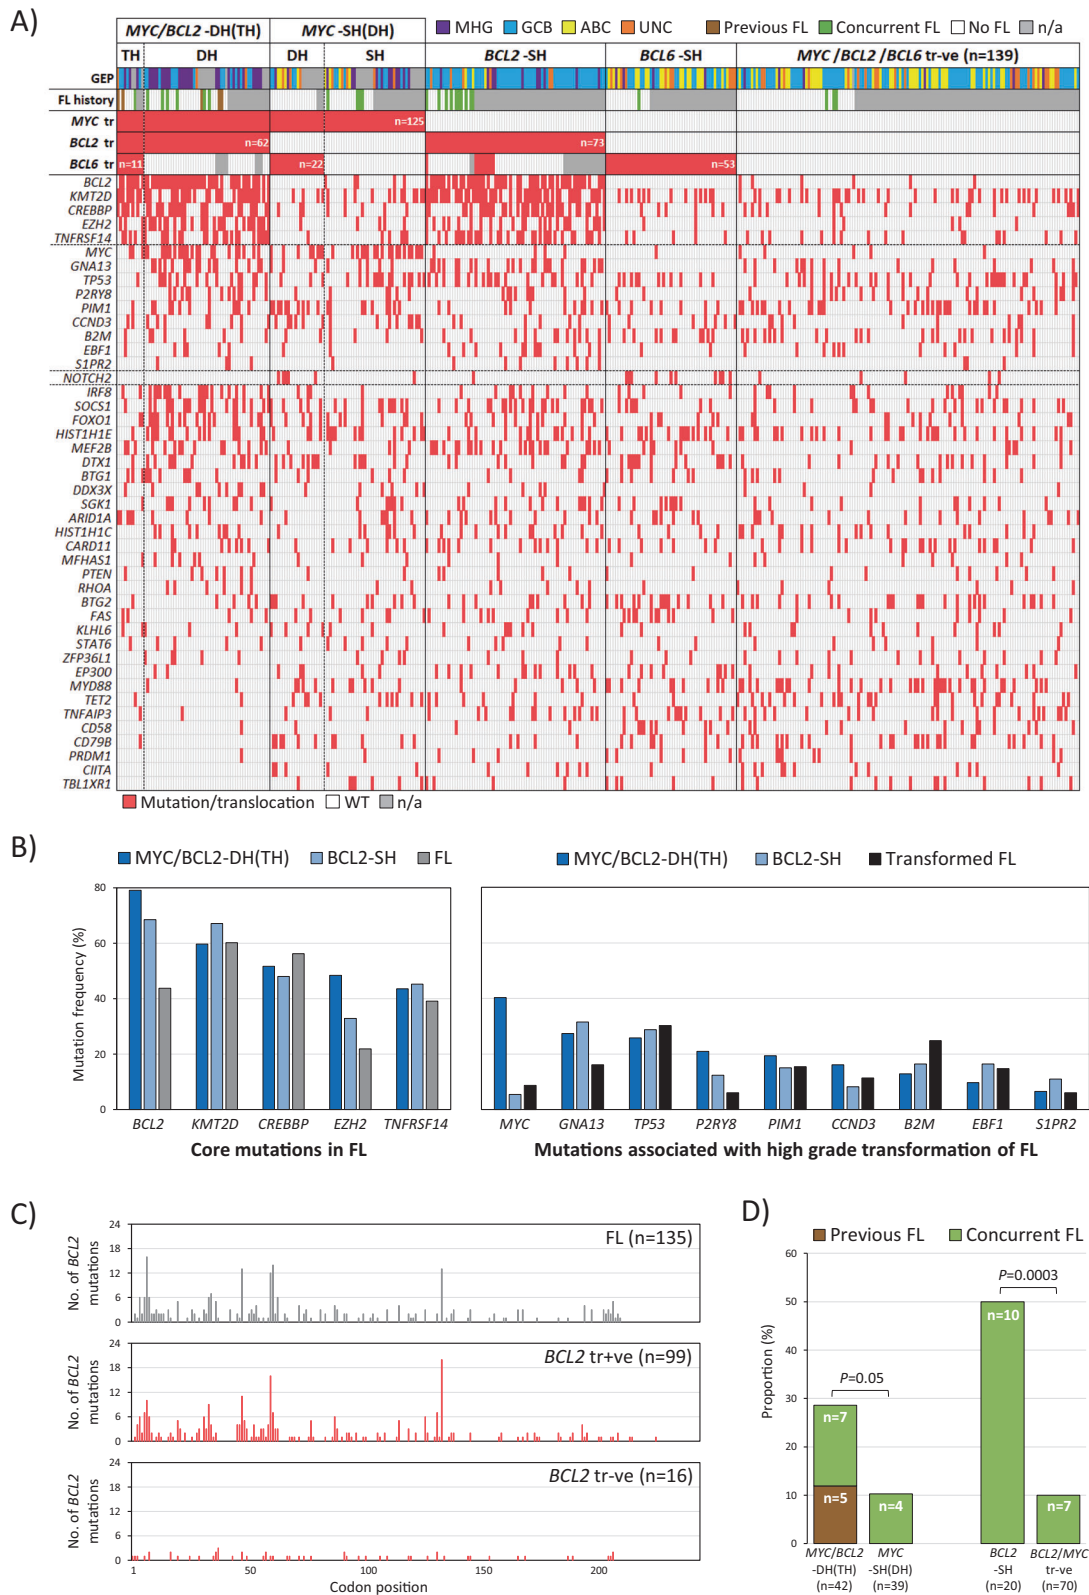 A)
MYC/BCL2 -DH(TH)
MYC -SH(DH)
MHG GCB ABC UNC Previous FL Concurrent FL No FL n/a
TH DH DH SH BCL2 -SH BCL6 -SH MYC/BCL2/BCL6 tr-ve (n=139)
GEP
FL history
MYC tr n=125
BCL2 tr n=62 n=73
BCL6 tr n=11 n=22 n=53
BCL2
KMT2D
CREBBP
EZH2
TNFRSF14
MYC
GNA13
TP53
P2RY8
PIM1
CCND3
B2M
EBF1
S1PR2
NOTCH2
IRF8
SOCS1
FOXO1
HIST1H1E
MEF2B
DTX1
BTG1
DDX3X
SGK1
ARID1A
HIST1H1C
CARD11
MFHAS1
PTEN
RHOA
BTG2
FAS
KLHL6
STAT6
ZFP36L1
EP300
MYD88
TET2
TNFAIP3
CD58
CD79B
PRDM1
CIITA
TBL1XR1
Mutation/translocation WT n/a
B)
MYC/BCL2-DH(TH) BCL2-SH FL
MYC/BCL2-DH(TH) BCL2-SH Transformed FL
Mutation frequency (%)
80
60
40
20
0
BCL2 KMT2D CREBBP EZH2 TNFRSF14
MYC GNA13 TP53 P2RY8 PIM1 CCND3 B2M EBF1 S1PR2
Core mutations in FL
Mutations associated with high grade transformation of FL
C)
No. of BCL2
mutations
24
18
12
6
0
FL (n=135)
No. of BCL2
mutations
24
18
12
6
0
BCL2 tr+ve (n=99)
No. of BCL2
mutations
24
18
12
6
0
BCL2 tr-ve (n=16)
1 50 100 150 200
Codon position
D)
Previous FL Concurrent FL
Proportion (%)
60
50
40
30
20
10
0
P=0.0003
n=10
P=0.05
n=7
n=5
n=4
n=7
MYC/BCL2
-DH(TH)
(n=42)
MYC
-SH(DH)
(n=39)
BCL2
-SH
(n=20)
BCL2/MYC
tr-ve
(n=70)